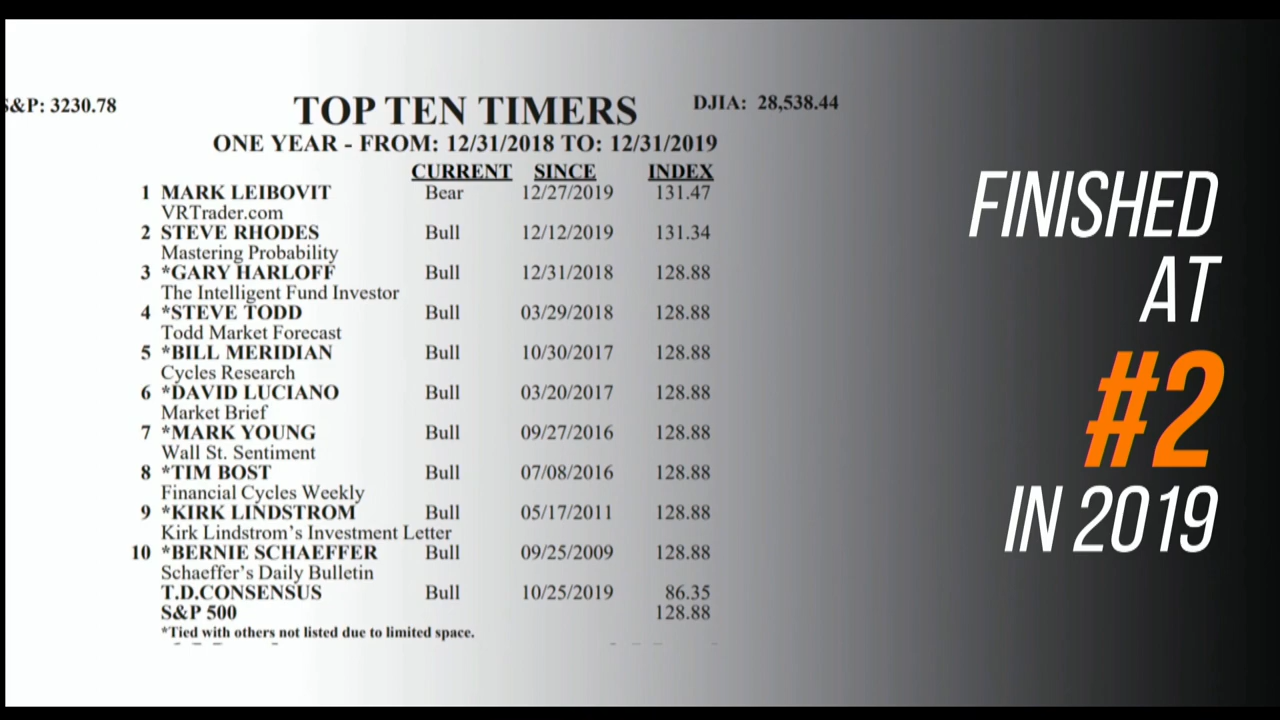 S&P: 3230.78
TOP TEN TIMERS
DJIA: 28,538.44
ONE YEAR - FROM: 12/31/2018 TO: 12/31/2019
CURRENT SINCE INDEX
1 MARK LEIBOVIT Bear 12/27/2019 131.47
VRTrader.com
2 STEVE RHODES Bull 12/12/2019 131.34
Mastering Probability
3 *GARY HARLOFF Bull 12/31/2018 128.88
The Intelligent Fund Investor
4 *STEVE TODD Bull 03/29/2018 128.88
Todd Market Forecast
5 *BILL MERIDIAN Bull 10/30/2017 128.88
Cycles Research
6 *DAVID LUCIANO Bull 03/20/2017 128.88
Market Brief
7 *MARK YOUNG Bull 09/27/2016 128.88
Wall St. Sentiment
8 *TIM BOST Bull 07/08/2016 128.88
Financial Cycles Weekly
9 *KIRK LINDSTROM Bull 05/17/2011 128.88
Kirk Lindstrom's Investment Letter
10 *BERNIE SCHAEFFER Bull 09/25/2009 128.88
Schaeffer's Daily Bulletin
T.D.CONSENSUS Bull 10/25/2019 86.35
S&P 500 128.88
*Tied with others not listed due to limited space.
FINISHED
AT
#2
IN 2019